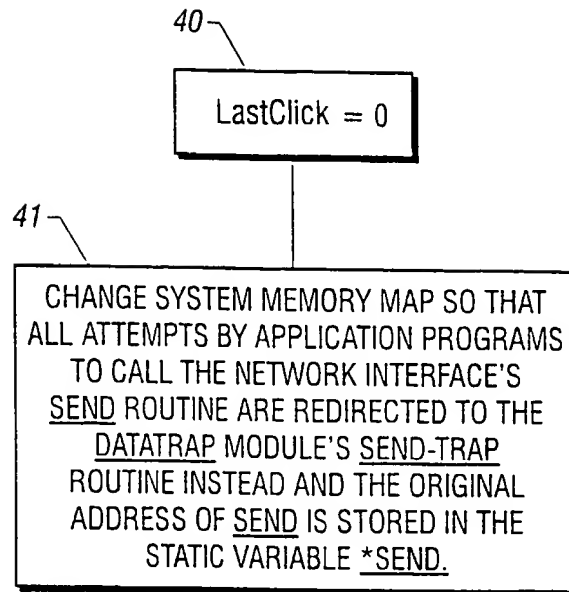 40
LastClick = 0
41
CHANGE SYSTEM MEMORY MAP SO THAT
ALL ATTEMPTS BY APPLICATION PROGRAMS
TO CALL THE NETWORK INTERFACE'S
SEND ROUTINE ARE REDIRECTED TO THE
DATATRAP MODULE'S SEND-TRAP
ROUTINE INSTEAD AND THE ORIGINAL
ADDRESS OF SEND IS STORED IN THE
STATIC VARIABLE *SEND.